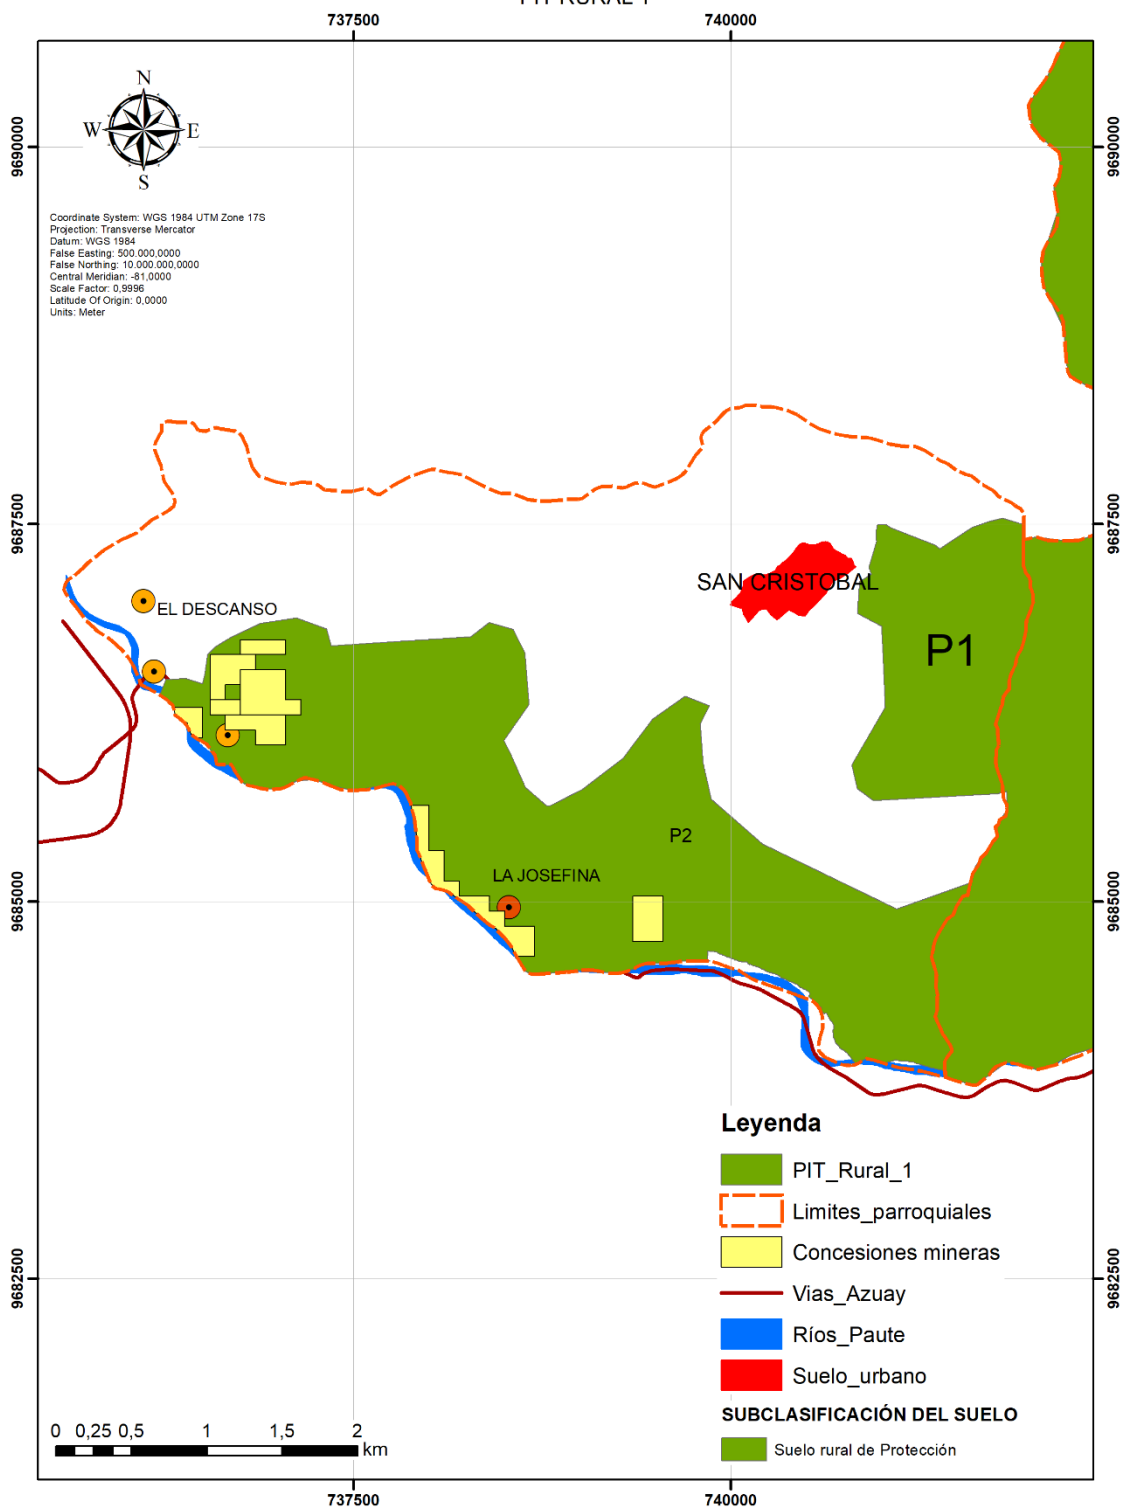 PIT RURAL 1
737500
740000
N
W
E
S
9690000
9690000
Coordinate System: WGS 1984 UTM Zone 17S
Projection: Transverse Mercator
Datum: WGS 1984
False Easting: 500.000,0000
False Northing: 10.000.000,0000
Central Meridian: -81,0000
Scale Factor: 0,9996
Latitude Of Origin: 0,0000
Units: Meter
9687500
9687500
SAN CRISTOBAL
EL DESCANSO
P1
P2
LA JOSEFINA
9685000
9685000
Leyenda
PIT_Rural_1
Limites_parroquiales
Concesiones mineras
Vias_Azuay
Ríos_Paute
Suelo_urbano
SUBCLASIFICACIÓN DEL SUELO
Suelo rural de Protección
9682500
9682500
0 0,25 0,5 1 1,5 2
km
737500
740000